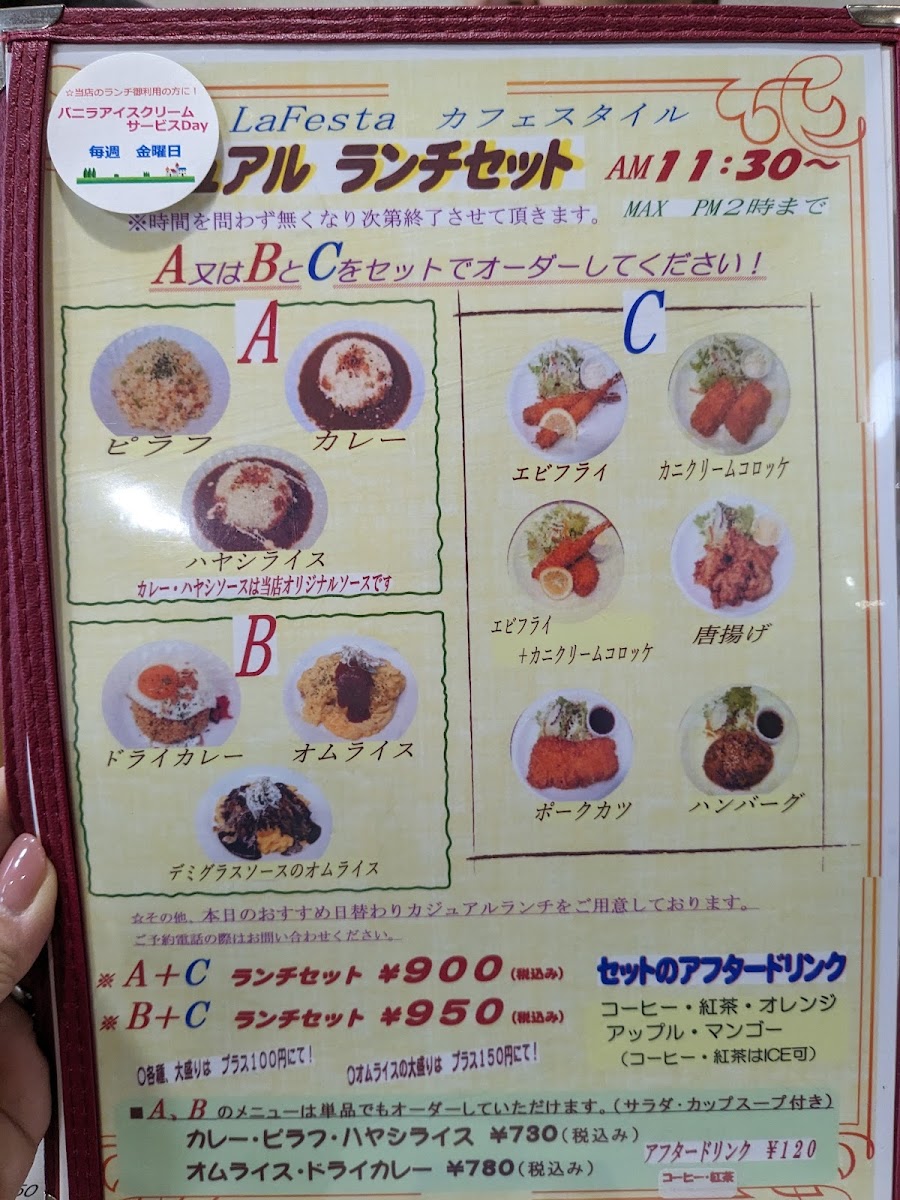 ☆当店のランチ御利用の方に！
バニラアイスクリーム
サービスDay
毎週　金曜日
LaFesta　カフェスタイル
ュアル ランチセット　AM11:30～
※時間を問わず無くなり次第終了させて頂きます。　MAX　PM２時まで
A又はBとCをセットでオーダーしてください！
A
ピラフ
カレー
ハヤシライス
カレー・ハヤシソースは当店オリジナルソースです
B
ドライカレー
オムライス
デミグラスソースのオムライス
C
エビフライ
カニクリームコロッケ
エビフライ
+カニクリームコロッケ
唐揚げ
ポークカツ
ハンバーグ
☆その他、本日のおすすめ日替わりカジュアルランチをご用意しております。
ご予約電話の際はお問い合わせください。
※ A+C ランチセット ¥900(税込み)
※ B+C ランチセット ¥950(税込み)
セットのアフタードリンク
コーヒー・紅茶・オレンジ
アップル・マンゴー
（コーヒー・紅茶はICE可）
○各種、大盛りは プラス100円にて！
○オムライスの大盛りは プラス150円にて！
■A、Bのメニューは単品でもオーダーしていただけます。（サラダ・カップスープ付き）
カレー・ピラフ・ハヤシライス ¥730(税込み)
オムライス・ドライカレー ¥780(税込み)
アフタードリンク ¥120
コーヒー・紅茶